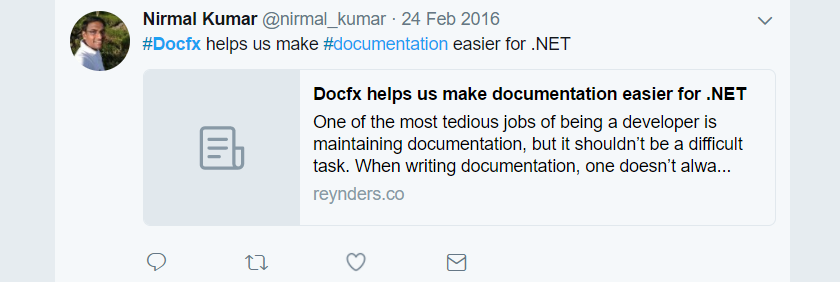 Nirmal Kumar @nirmal_kumar · 24 Feb 2016
#Docfx helps us make #documentation easier for .NET
Docfx helps us make documentation easier for .NET
One of the most tedious jobs of being a developer is
maintaining documentation, but it shouldn’t be a difficult
task. When writing documentation, one doesn’t alwa...
reynders.co